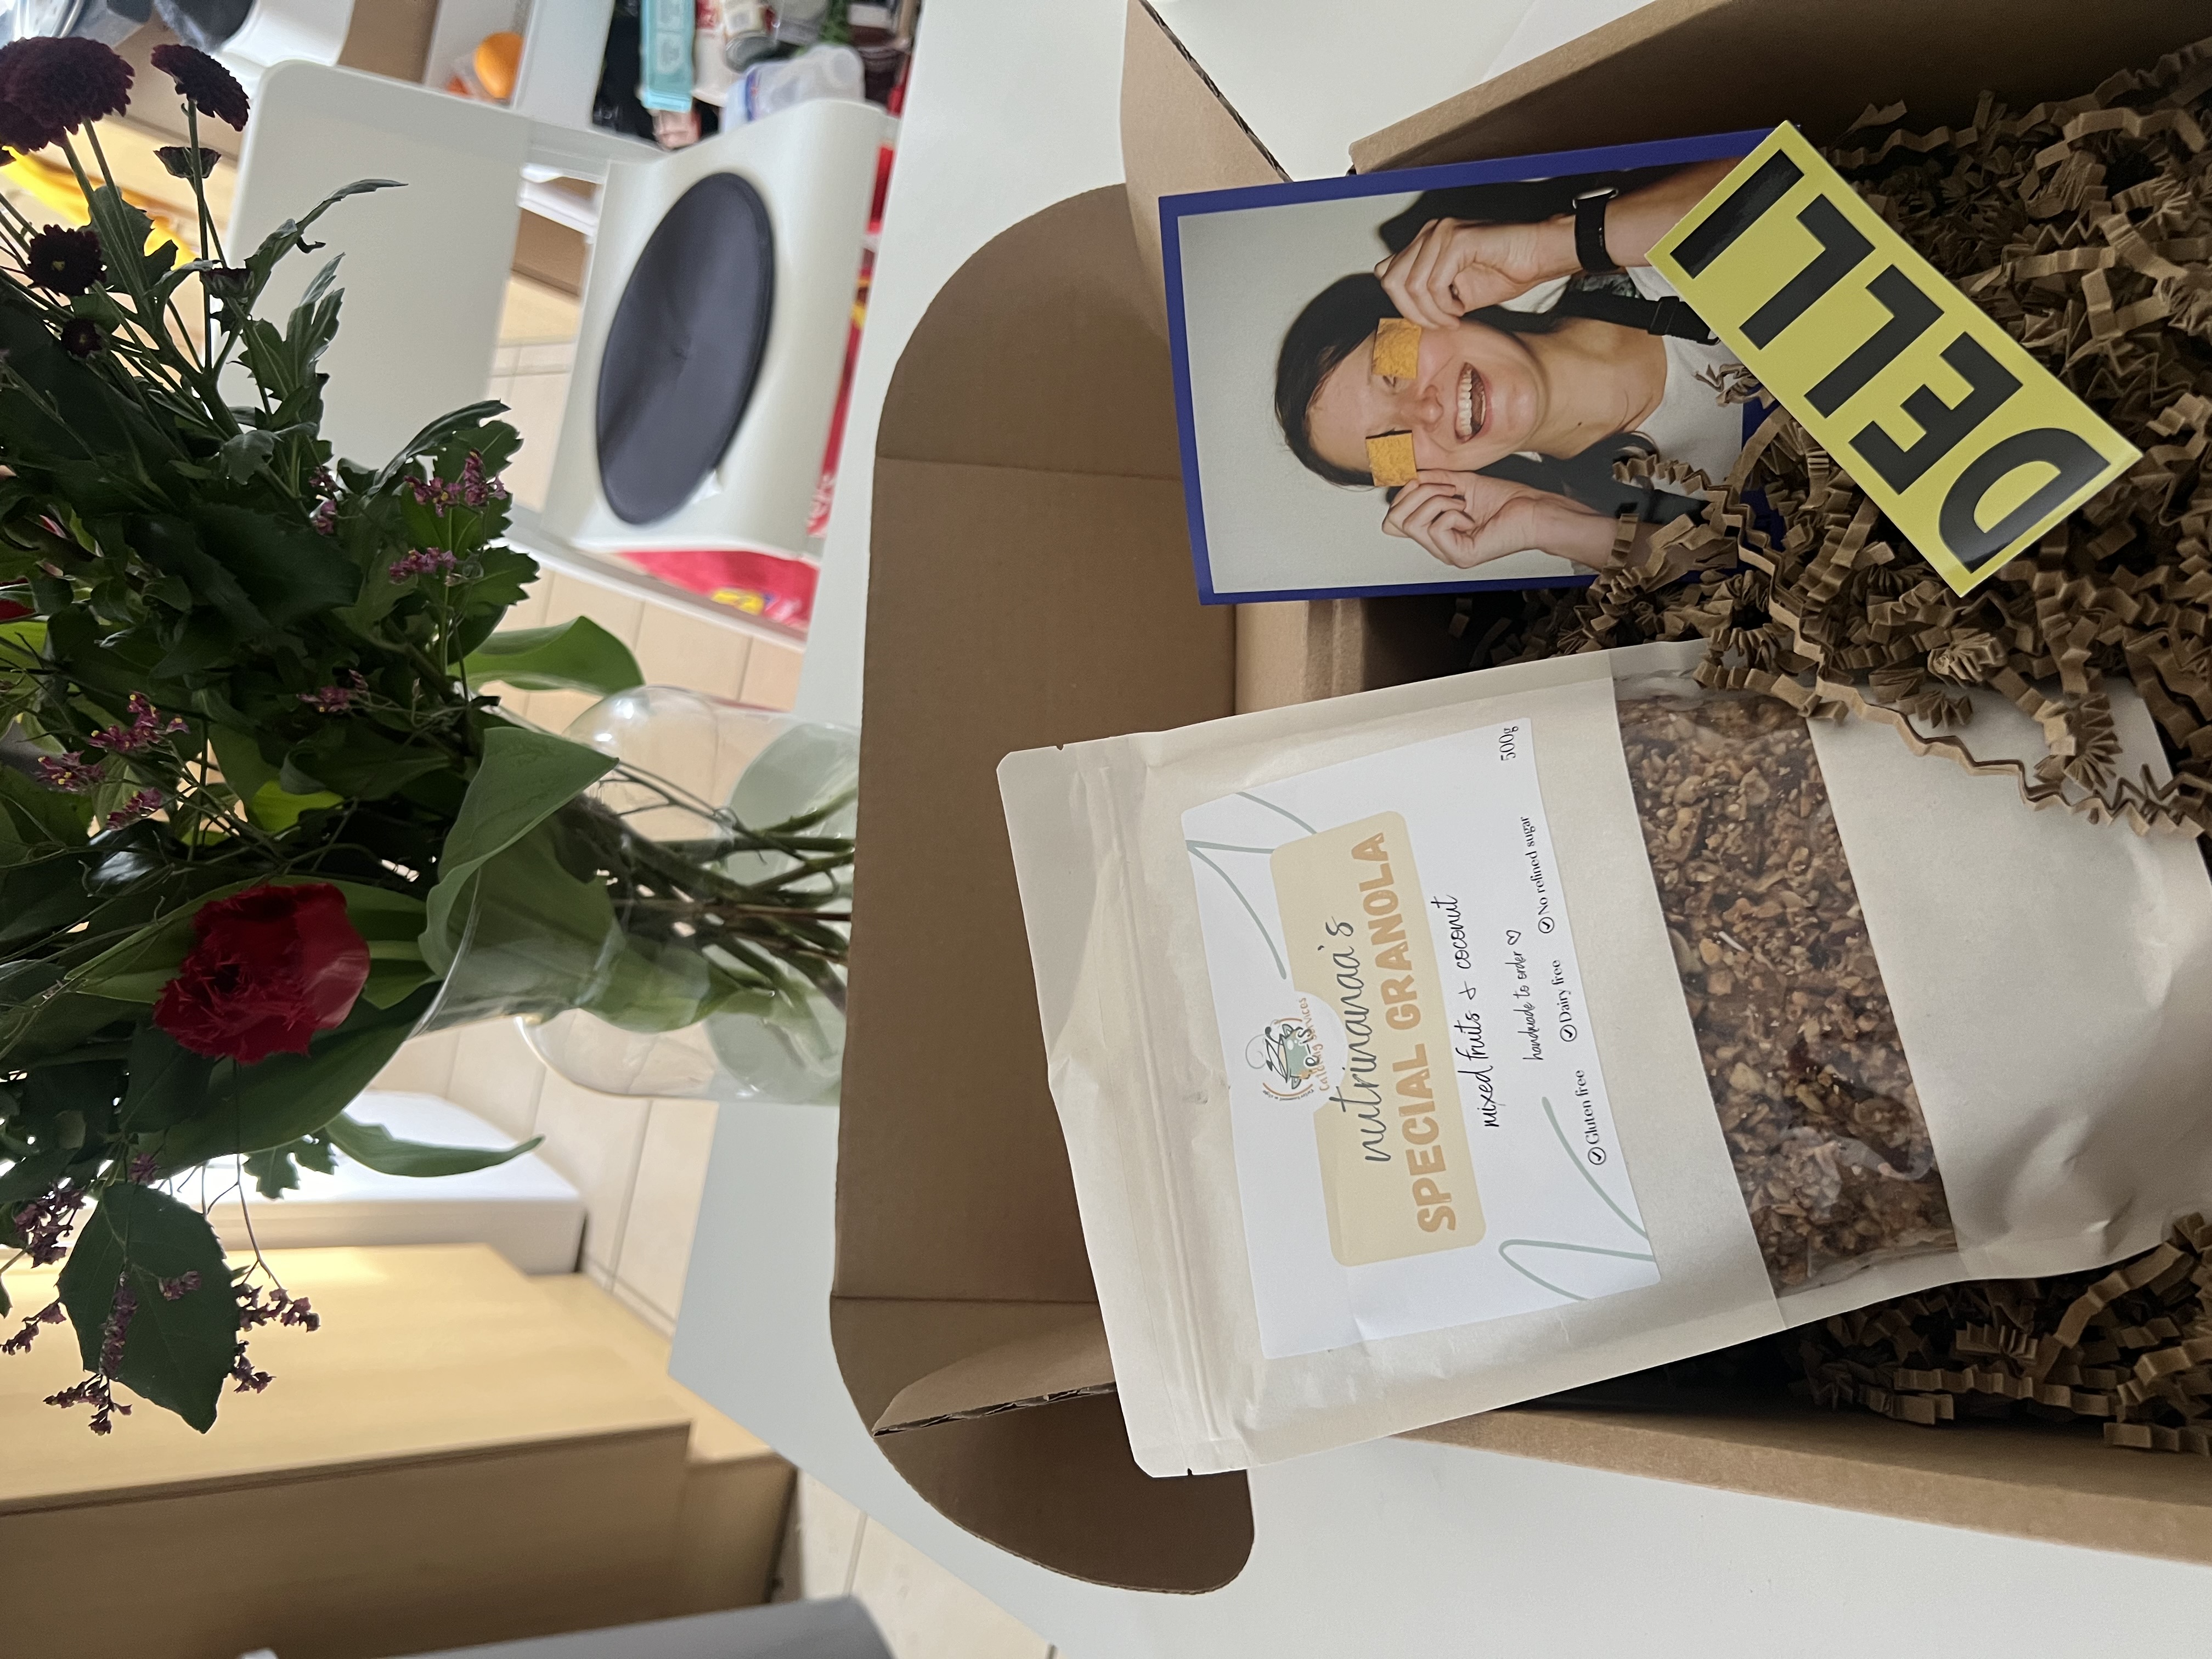 e-is
Catering Services
nutrinanaa's
SPECIAL GRANOLA
mixed fruits + coconut
handmade to order ♡
500g
Gluten free
Dairy free
No refined sugar
DELLI